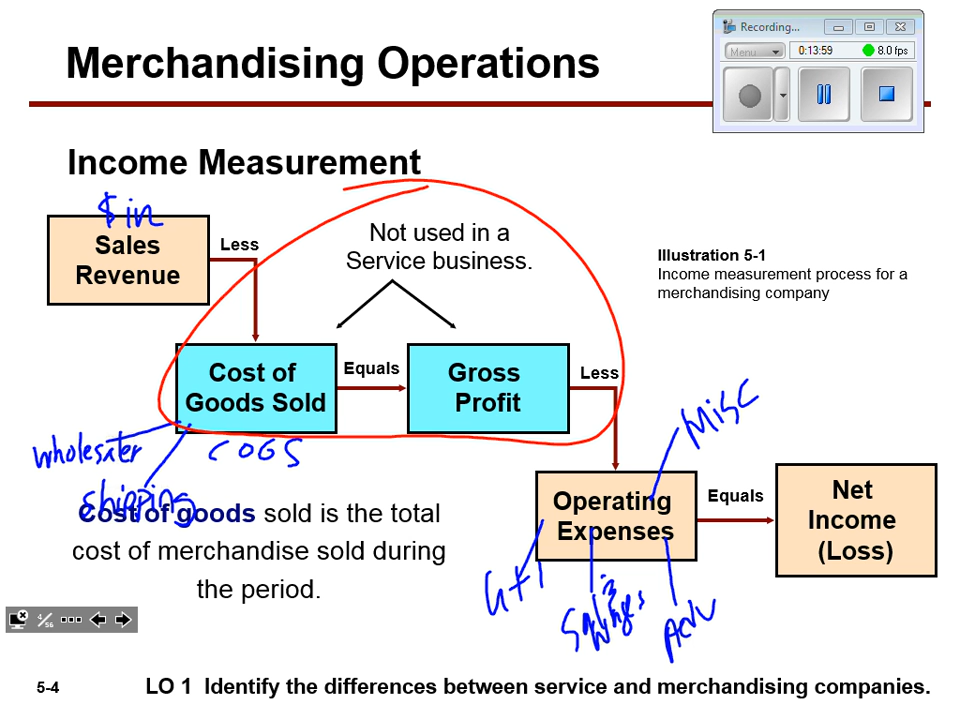 Merchandising Operations
Recording...
Menu
0:13:59
8.0 fps
Income Measurement
$ in
Sales
Revenue
Less
Not used in a
Service business.
Illustration 5-1
Income measurement process for a
merchandising company
Cost of
Goods Sold
Equals
Gross
Profit
Less
Misc
wholesaler
COGS
shipping
Operating
Expenses
Equals
Net
Income
(Loss)
Cost of goods sold is the total
cost of merchandise sold during
the period.
Adv
4/56
5-4
LO 1 Identify the differences between service and merchandising companies.